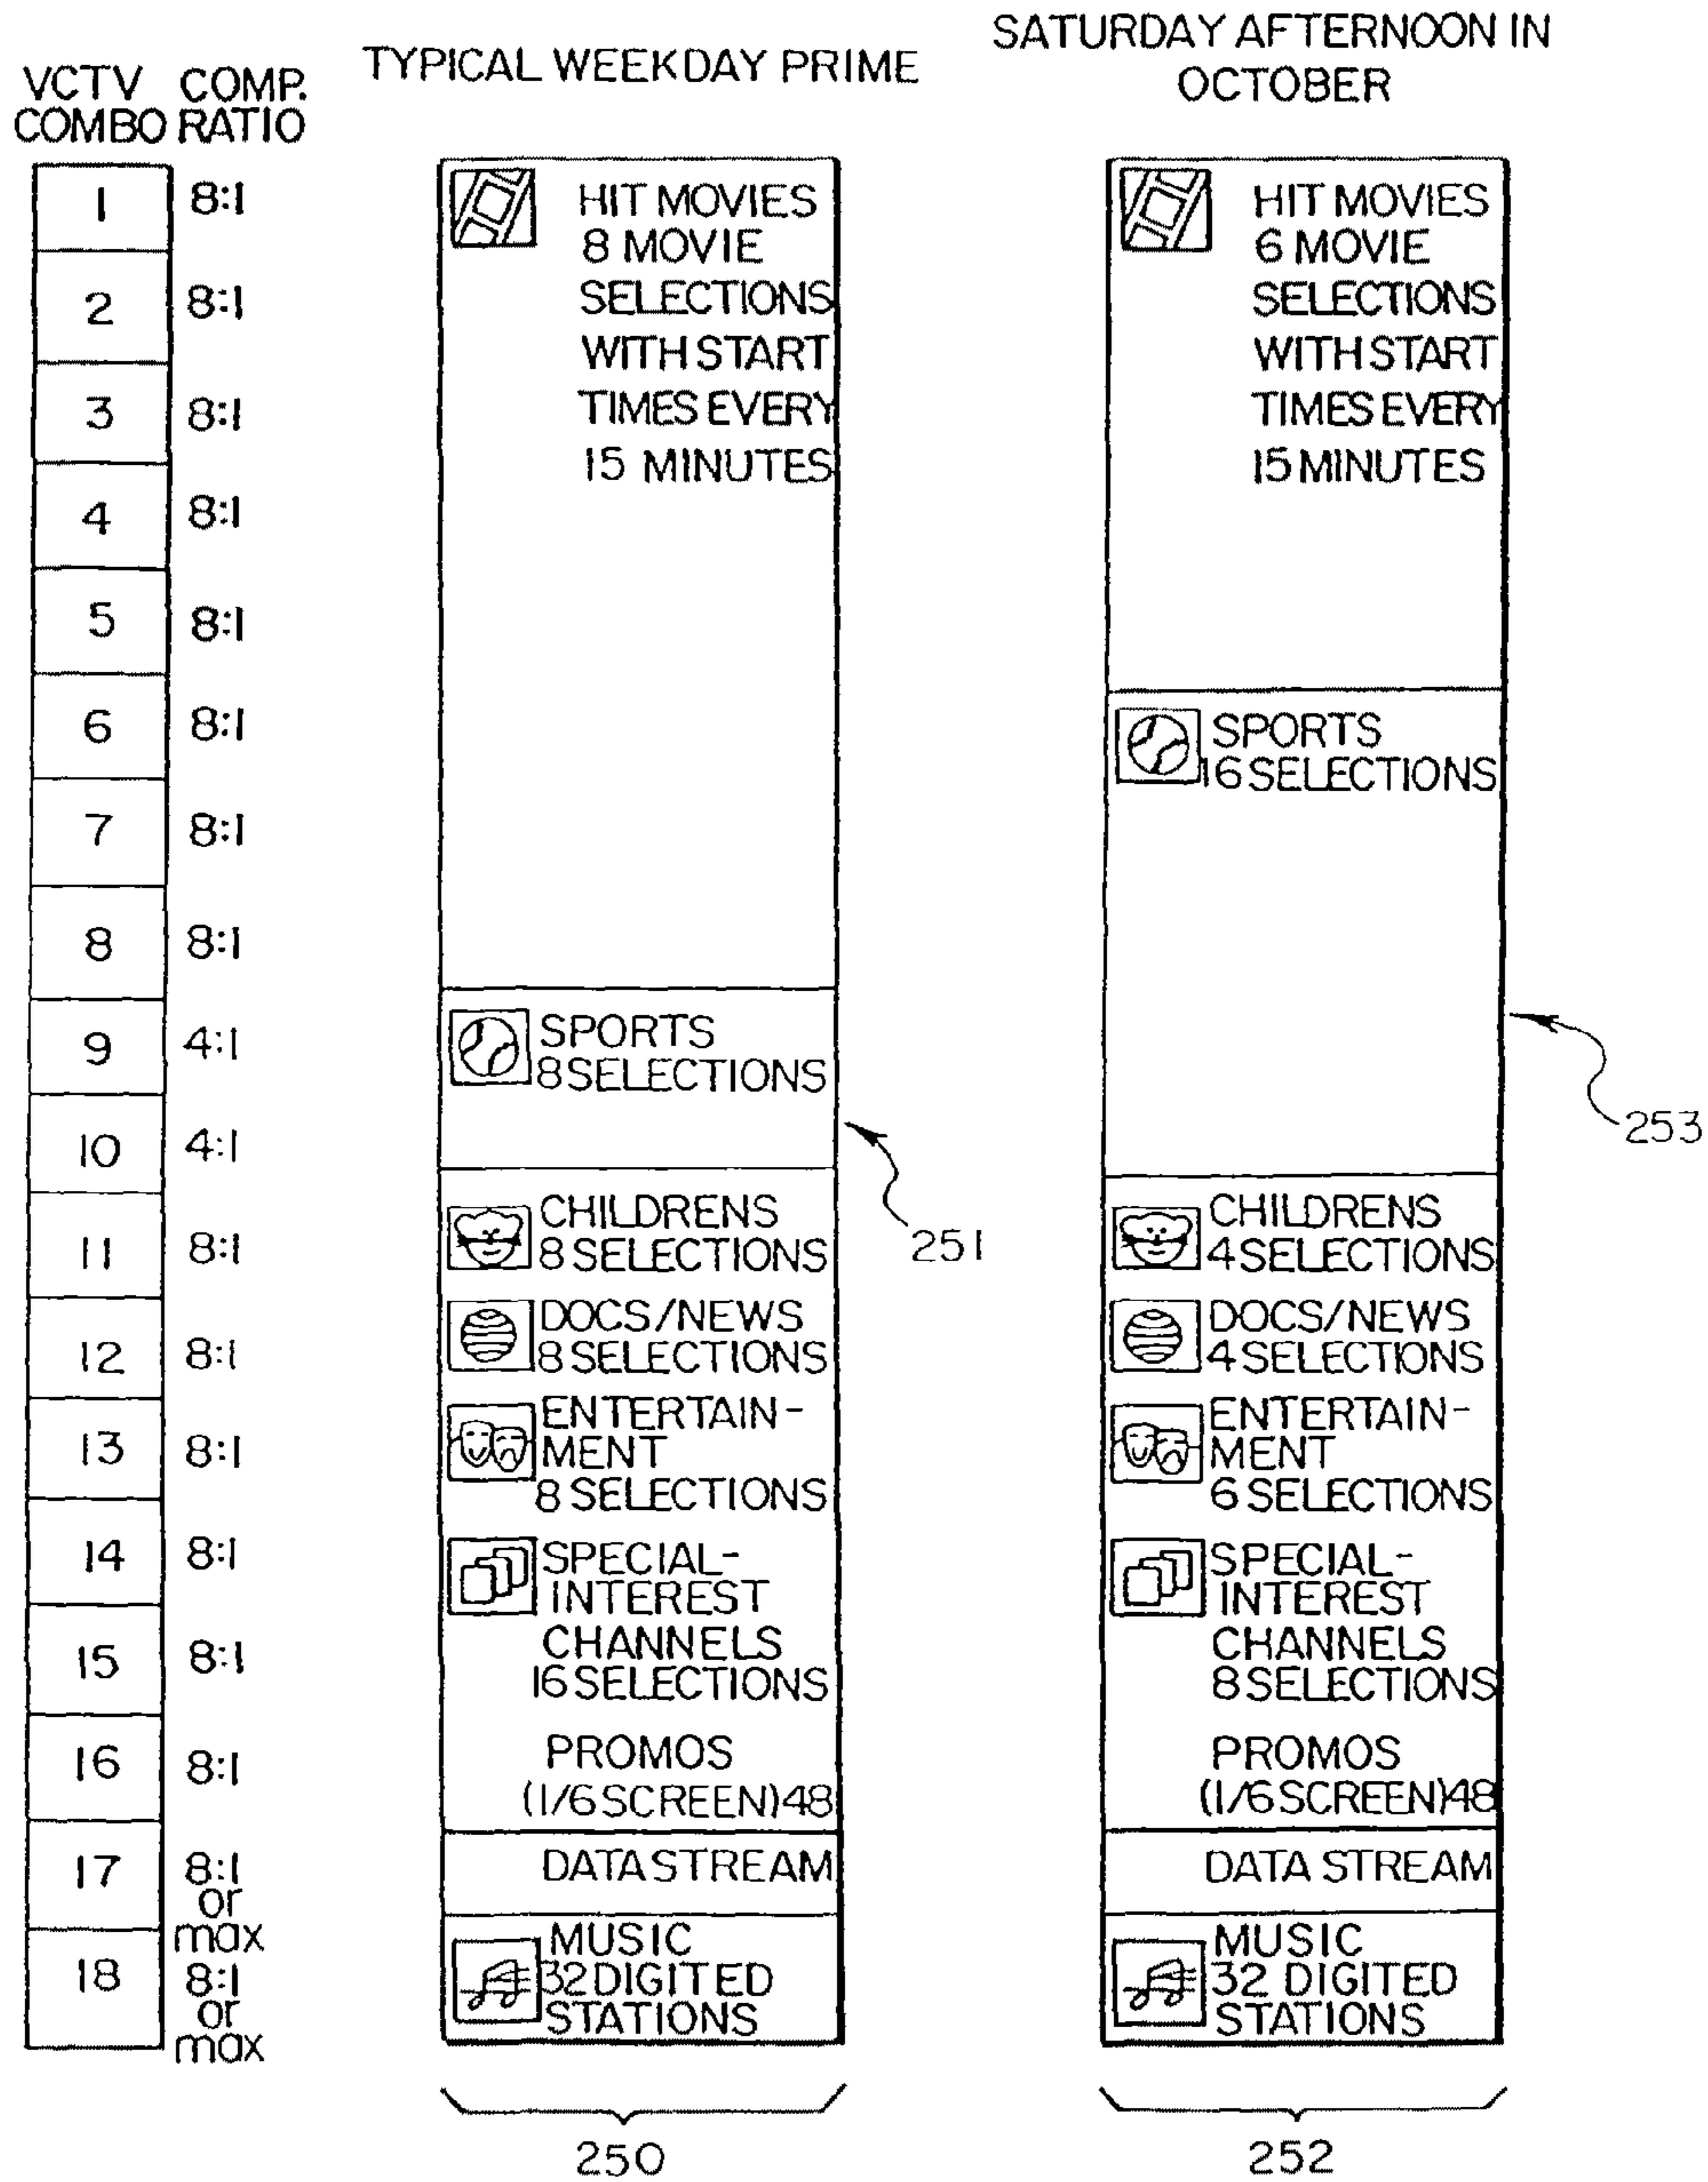 VCTV COMBO
COMP. RATIO
1 8:1
2 8:1
3 8:1
4 8:1
5 8:1
6 8:1
7 8:1
8 8:1
9 4:1
10 4:1
11 8:1
12 8:1
13 8:1
14 8:1
15 8:1
16 8:1
17 8:1
or
max
18 8:1
or
max
TYPICAL WEEKDAY PRIME
HIT MOVIES
8 MOVIE
SELECTIONS
WITH START
TIMES EVERY
15 MINUTES
SPORTS
8 SELECTIONS
251
CHILDRENS
8 SELECTIONS
DOCS/NEWS
8 SELECTIONS
ENTERTAIN-
MENT
8 SELECTIONS
SPECIAL-
INTEREST
CHANNELS
16 SELECTIONS
PROMOS
(1/6 SCREEN) 48
DATA STREAM
MUSIC
32 DIGITED
STATIONS
250
SATURDAY AFTERNOON IN
OCTOBER
HIT MOVIES
6 MOVIE
SELECTIONS
WITH START
TIMES EVERY
15 MINUTES
SPORTS
16 SELECTIONS
253
CHILDRENS
4 SELECTIONS
DOCS/NEWS
4 SELECTIONS
ENTERTAIN-
MENT
6 SELECTIONS
SPECIAL-
INTEREST
CHANNELS
8 SELECTIONS
PROMOS
(1/6 SCREEN) 48
DATA STREAM
MUSIC
32 DIGITED
STATIONS
252